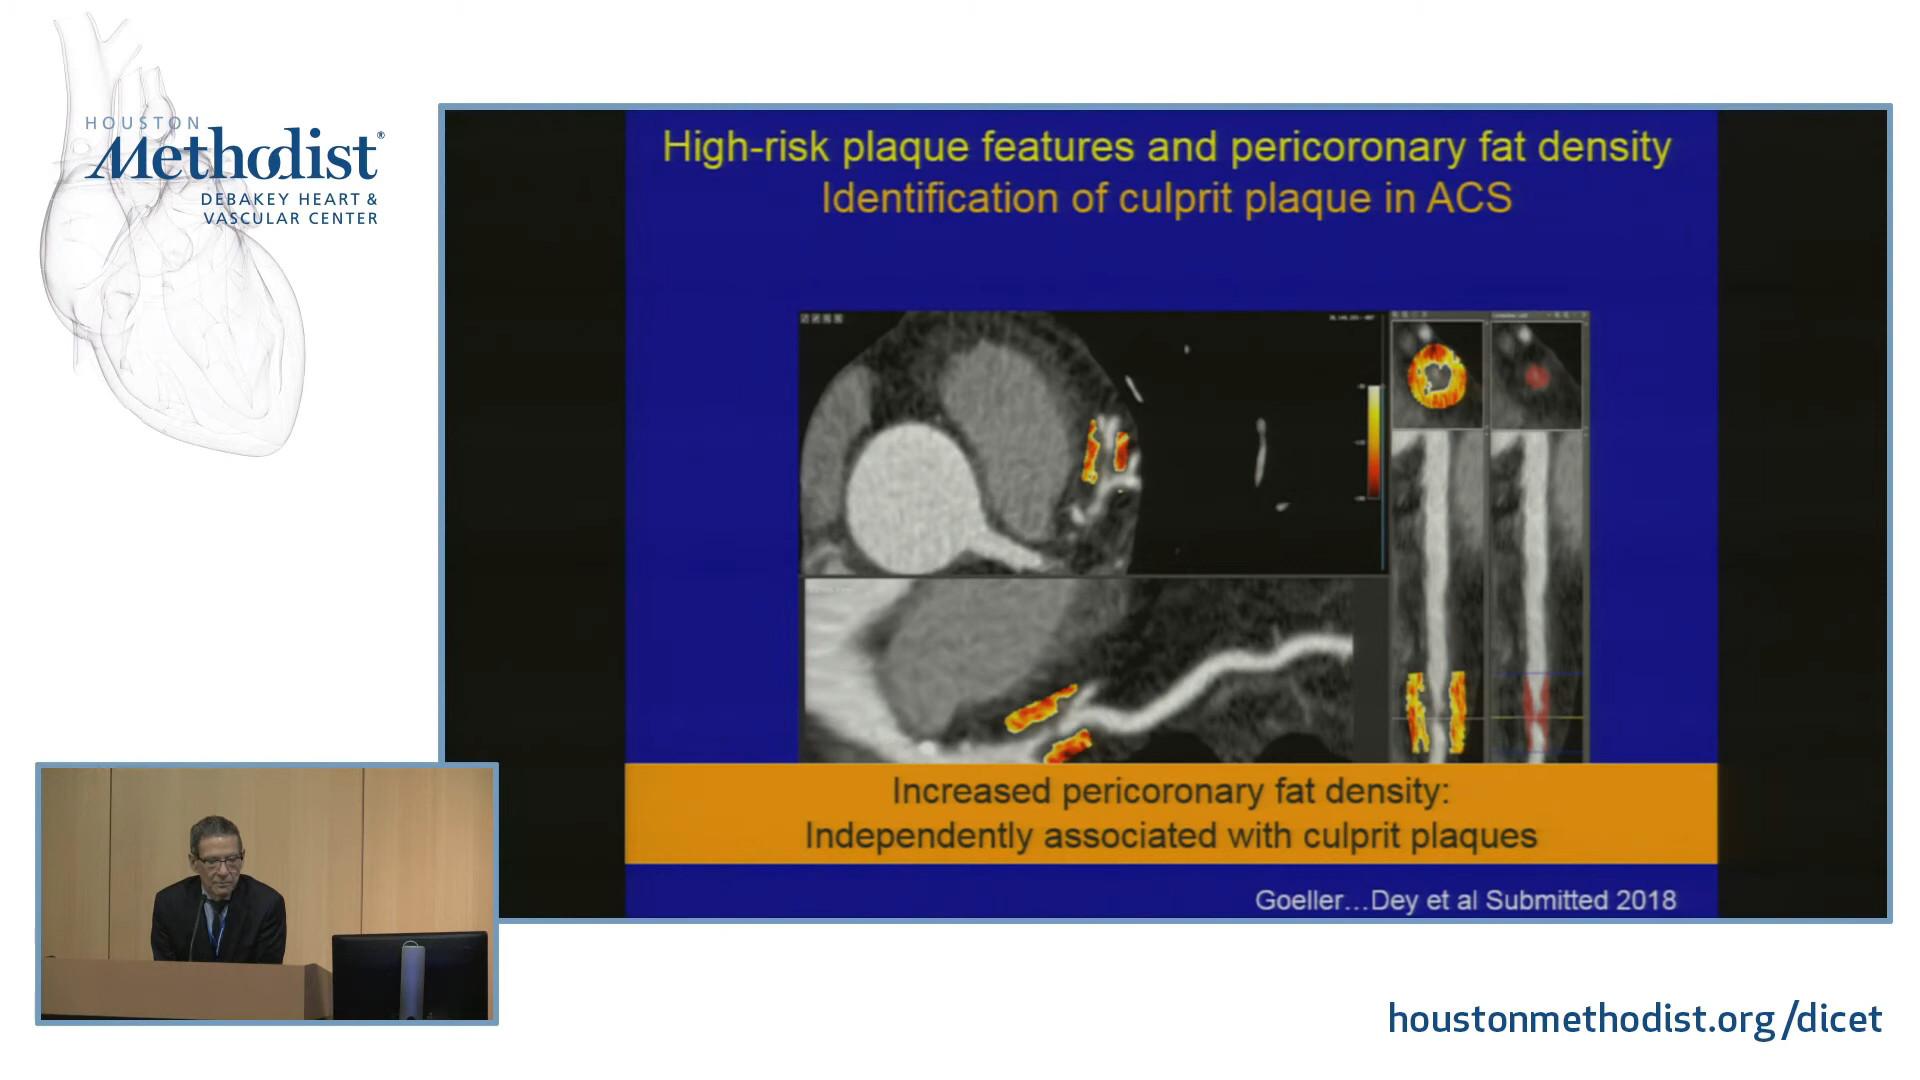 HOUSTON
Methodist®
DEBAKEY HEART &
VASCULAR CENTER
High-risk plaque features and pericoronary fat density
Identification of culprit plaque in ACS
Increased pericoronary fat density:
Independently associated with culprit plaques
Goeller...Dey et al Submitted 2018
houstonmethodist.org/dicet